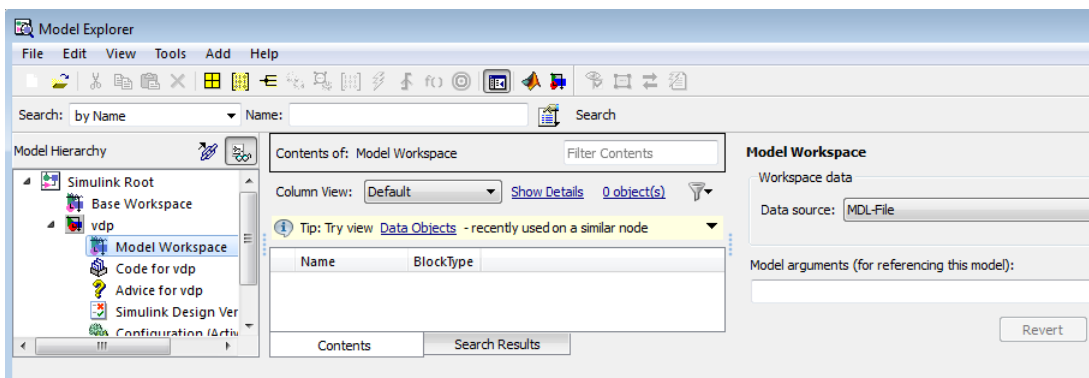 Model Explorer
File Edit View Tools Add Help
Search: by Name Name: Search
Model Hierarchy
Simulink Root
Base Workspace
vdp
Model Workspace
Code for vdp
Advice for vdp
Simulink Design Ver
Configuration (Activ
Contents of: Model Workspace Filter Contents
Column View: Default Show Details 0 object(s)
Tip: Try view Data Objects - recently used on a similar node
Name BlockType
Contents Search Results
Model Workspace
Workspace data
Data source: MDL-File
Model arguments (for referencing this model):
Revert